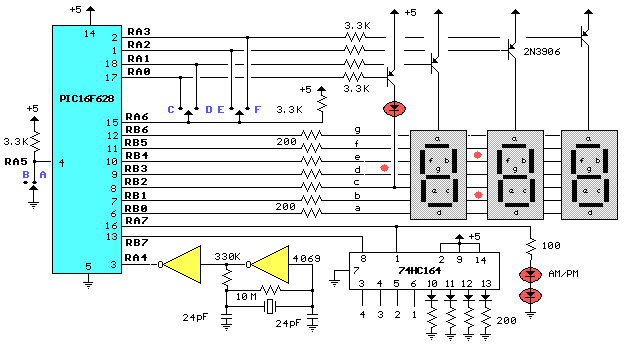 +5
14
2 RA3
1 RA2
18 RA1
17 RA0
3.3K
3.3K
2N3906
+5
PIC16F628
C D E F
3.3K
+5
3.3K
RA5
4
B A
15 RA6
12 RB6 g
11 RB5 200 f
10 RB4 e
9 RB3 d
8 RB2 c
7 RB1 b
6 RB0 200 a
16 RA7
13 RB7
3 RA4
5
a
f b
g
e c
d
a
f b
g
e c
d
a
f b
g
e c
d
330K
4069
10M
24pF
24pF
8 1 2 9 14
+5
7
74HC164
3 4 5 6 10 11 12 13
4 3 2 1
200
100
AM/PM